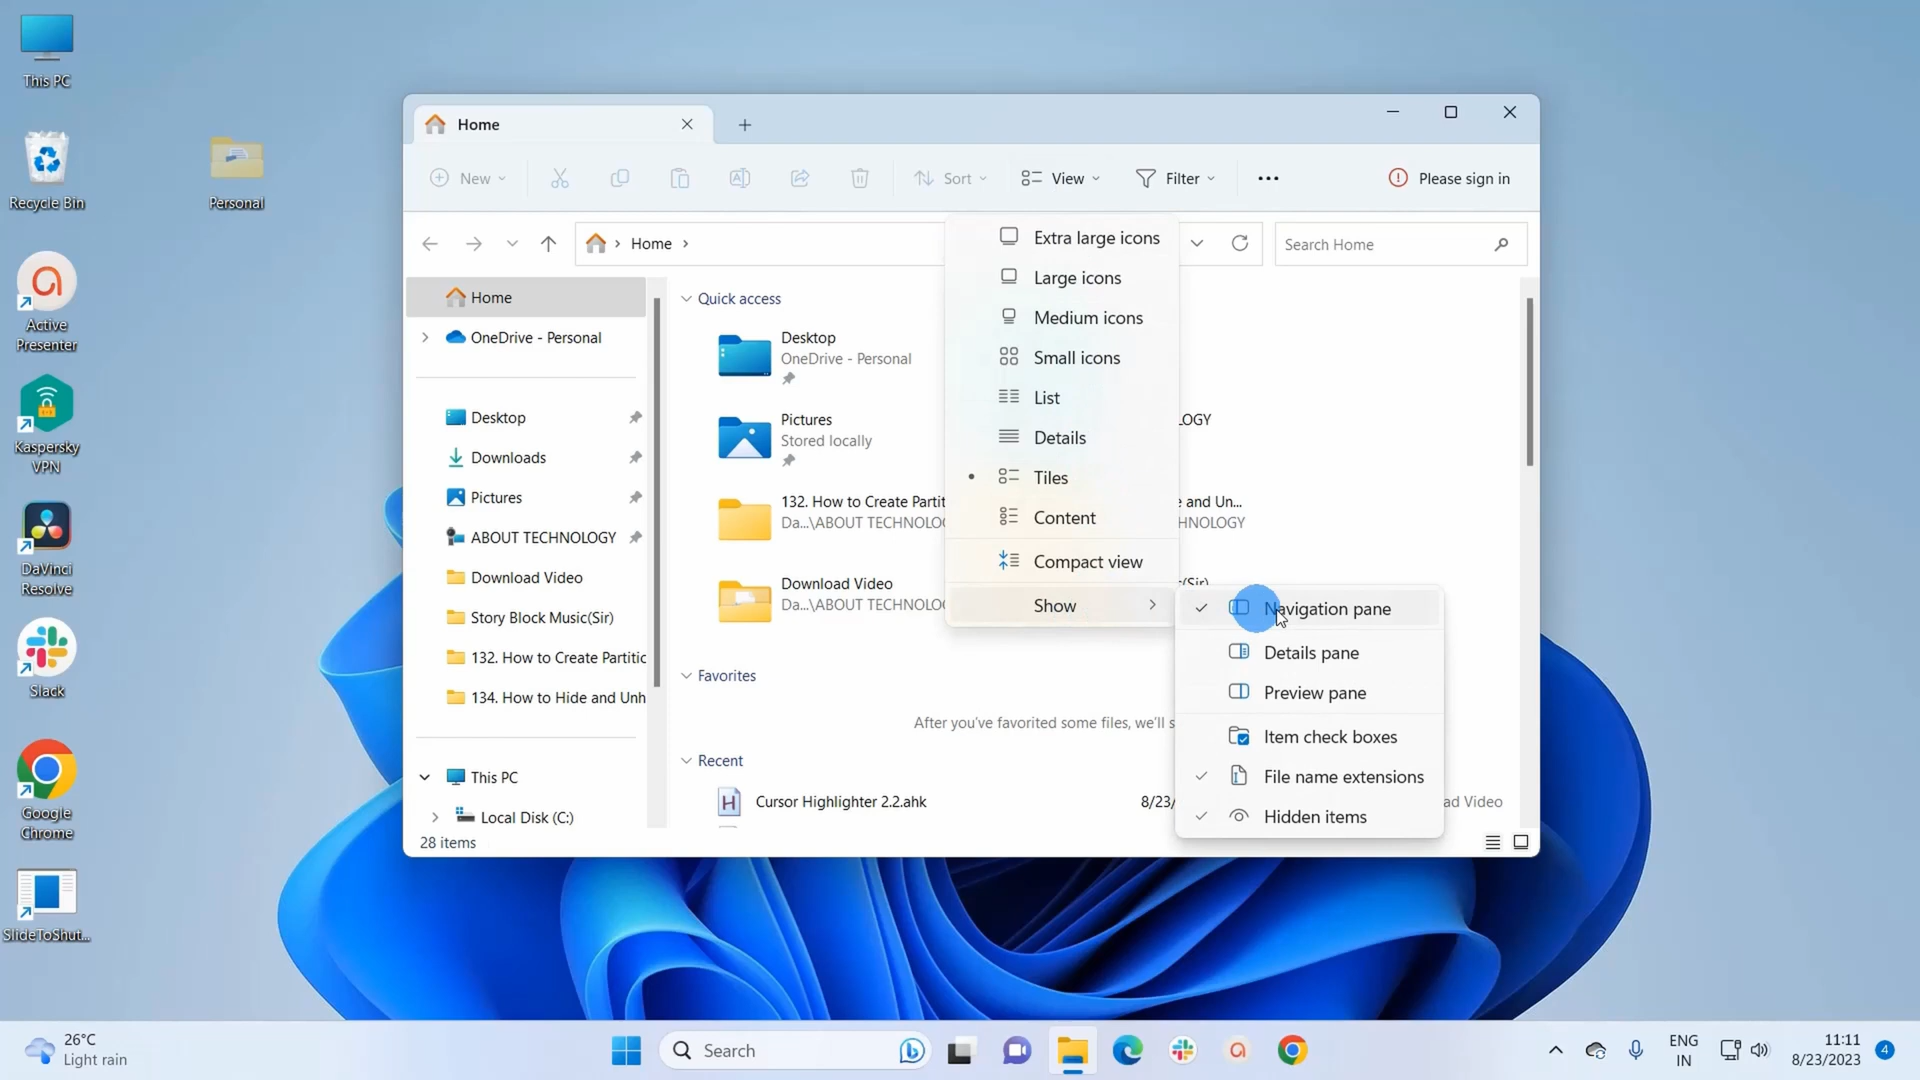 This PC
Recycle Bin
Personal
Active
Presenter
Kaspersky
VPN
DaVinci
Resolve
Slack
Google
Chrome
SlideToShut...
Home
New
Sort
View
Filter
Please sign in
Home
Search Home
Home
OneDrive - Personal
Desktop
Downloads
Pictures
ABOUT TECHNOLOGY
Download Video
Story Block Music(Sir)
132. How to Create Partitic
134. How to Hide and Unh
This PC
Local Disk (C:)
28 items
Quick access
Desktop
OneDrive - Personal
Pictures
Stored locally
LOGY
132. How to Create Partit
Da...\ABOUT TECHNOLO
e and Un...
HNOLOGY
Download Video
Da...\ABOUT TECHNOLO
(Sir)
Favorites
After you've favorited some files, we'll s
Recent
Cursor Highlighter 2.2.ahk
8/23/
ad Video
Extra large icons
Large icons
Medium icons
Small icons
List
Details
Tiles
Content
Compact view
Show
Navigation pane
Details pane
Preview pane
Item check boxes
File name extensions
Hidden items
26°C
Light rain
Search
ENG
IN
11:11
8/23/2023
4